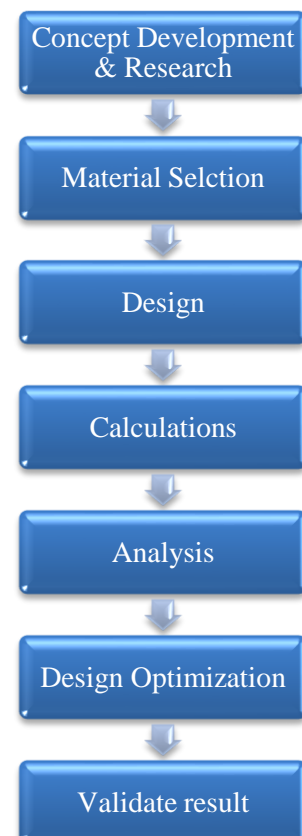 Concept Development
& Research
Material Selction
Design
Calculations
Analysis
Design Optimization
Validate result